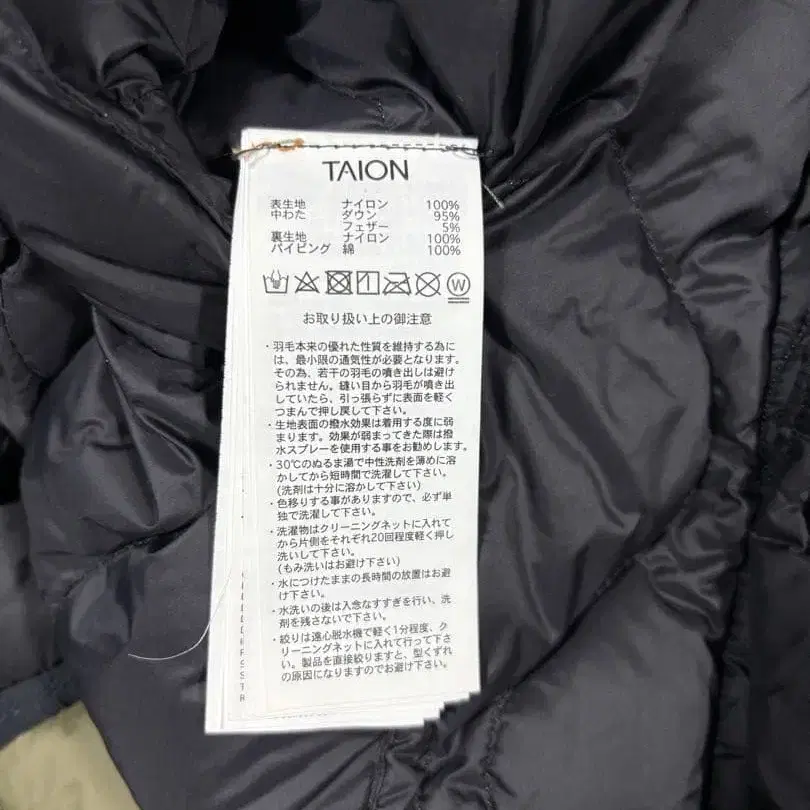 TAION
表生地 ナイロン 100%
中わた ダウン 95%
フェザー 5%
裏生地 ナイロン 100%
パイピング 綿 100%
W
お取り扱い上の御注意
・羽毛本来の優れた性質を維持する為に
は、最小限の通気性が必要となります。
その為、若干の羽毛の噴き出しは避け
られません。縫い目から羽毛が噴き出
していたら、引っ張らずに表面を軽く
つまんで押し戻して下さい。
・生地表面の撥水効果は着用する度に弱
まります。効果が弱まってきた際は撥
水スプレーを使用する事をお勧めします。
・30℃のぬるま湯で中性洗剤を薄めに溶
かしてから短時間で洗濯して下さい。
(洗剤は十分に溶かして下さい)
・色移りする事がありますので、必ず単
独で洗濯して下さい。
・洗濯物はクリーニングネットに入れて
から片側をそれぞれ20回程度軽く押し
洗いして下さい。
(もみ洗いはお避け下さい)
・水につけたままの長時間の放置はお避
け下さい。
・水洗いの後は入念なすすぎを行い、洗
剤を残さないで下さい。
・絞りは遠心脱水機で軽く1分程度、ク
リーニングネットに入れて行って下さ
い。製品を直接絞りますと、型くずれ
の原因になりますのでお避け下さい。